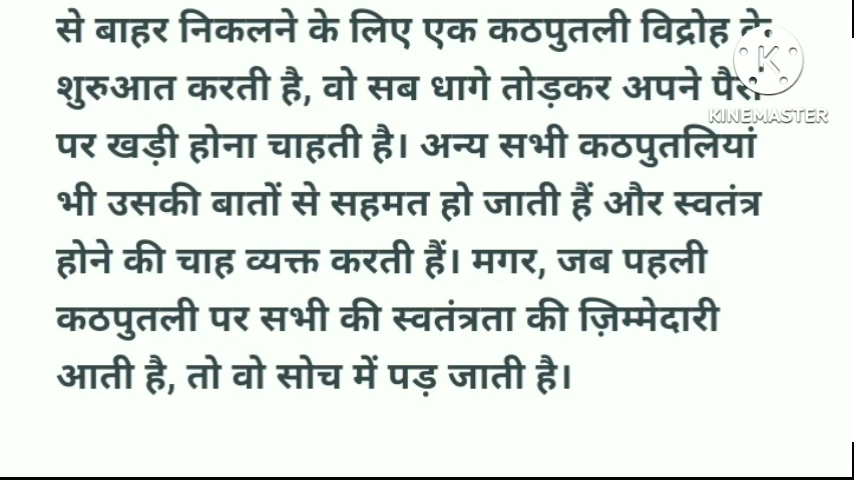 से बाहर निकलने के लिए एक कठपुतली विद्रोह
शुरुआत करती है, वो सब धागे तोड़कर अपने
पर खड़ी होना चाहती है। अन्य सभी कठपुतलियां
भी उसकी बातों से सहमत हो जाती हैं और स्वतंत्र
होने की चाह व्यक्त करती हैं। मगर, जब पहली
कठपुतली पर सभी की स्वतंत्रता की ज़िम्मेदारी
आती है, तो वो सोच में पड़ जाती है।
K
KINEMASTER